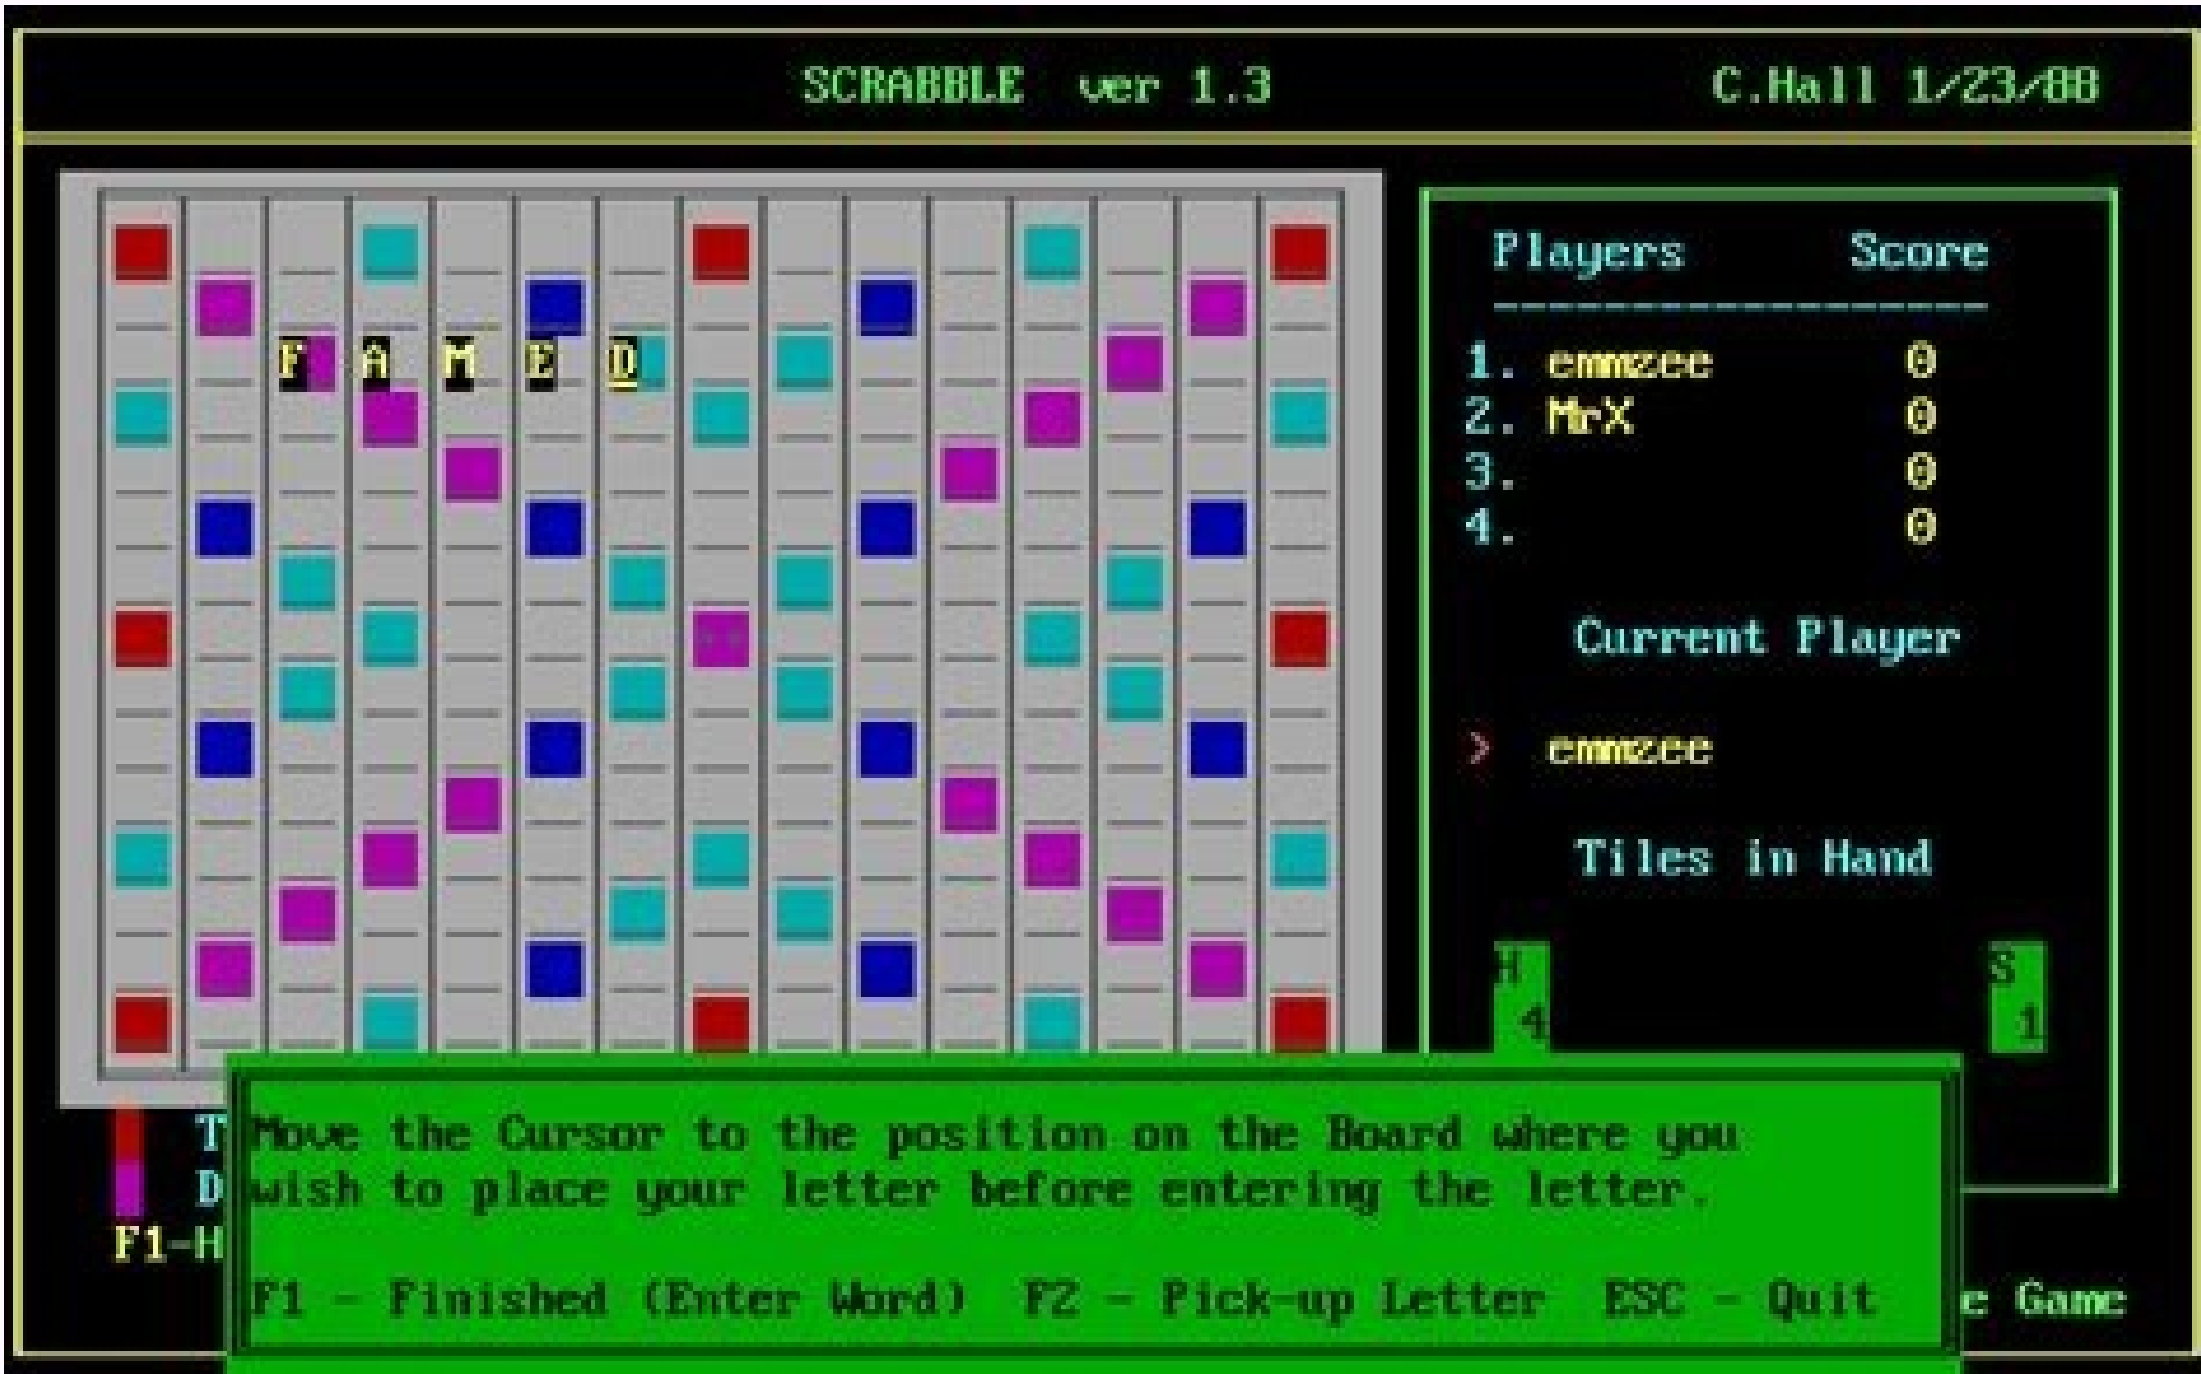 SCRABBLE ver 1.3 C.Hall 1/23/88
Players Score
--------------------
F A M E D
1. emmzee 0
2. MrX 0
3. 0
4. 0
Current Player
> emmzee
Tiles in Hand
H S
4 1
T
D
F1-H
Move the Cursor to the position on the Board where you
wish to place your letter before entering the letter.
F1 - Finished (Enter Word) F2 - Pick-up Letter ESC - Quit
e Game